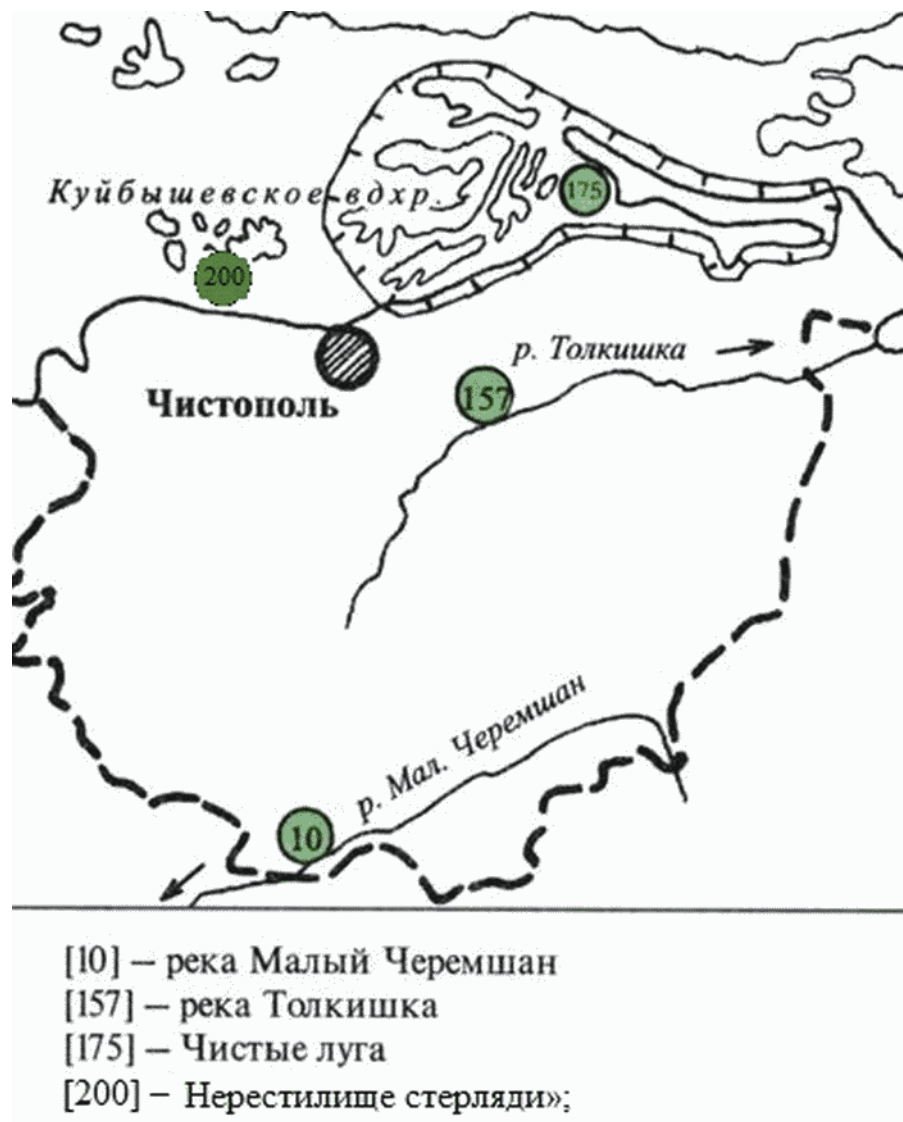 Куйбышевское вдхр.
175
200
р. Толкишка
157
Чистополь
р. Мал. Черемшан
10
[10] – река Малый Черемшан
[157] – река Толкишка
[175] – Чистые луга
[200] – Нерестилище стерляди»;